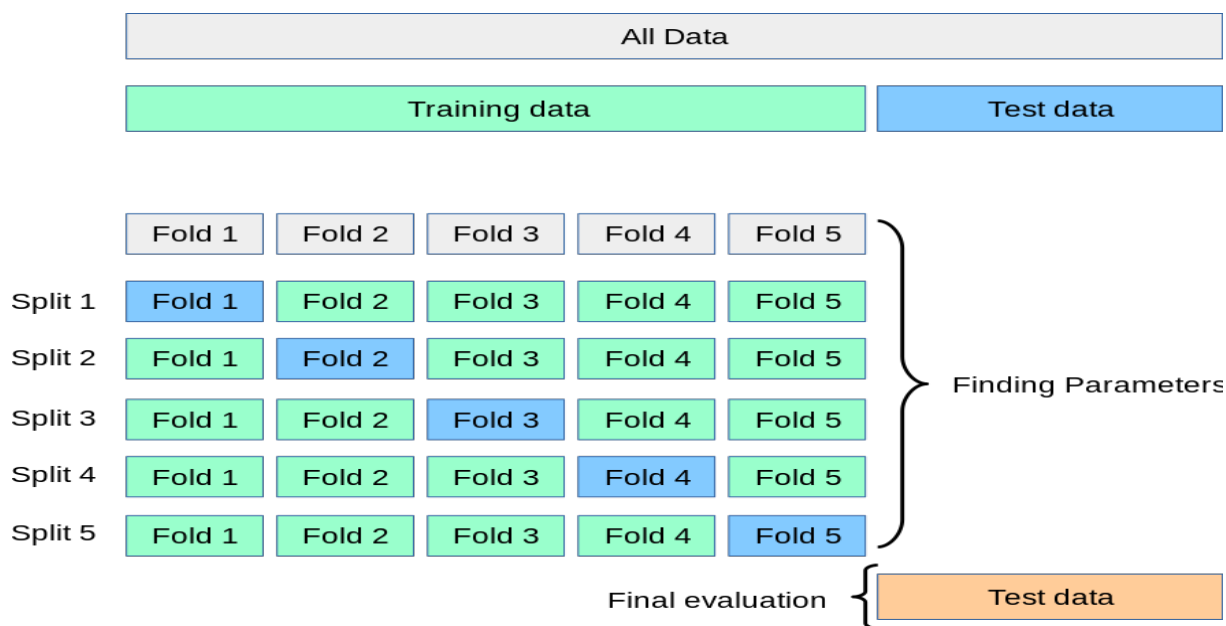 All Data
Training data Test data
Fold 1 Fold 2 Fold 3 Fold 4 Fold 5
Split 1 Fold 1 Fold 2 Fold 3 Fold 4 Fold 5
Split 2 Fold 1 Fold 2 Fold 3 Fold 4 Fold 5
Finding Parameters
Split 3 Fold 1 Fold 2 Fold 3 Fold 4 Fold 5
Split 4 Fold 1 Fold 2 Fold 3 Fold 4 Fold 5
Split 5 Fold 1 Fold 2 Fold 3 Fold 4 Fold 5
Final evaluation Test data